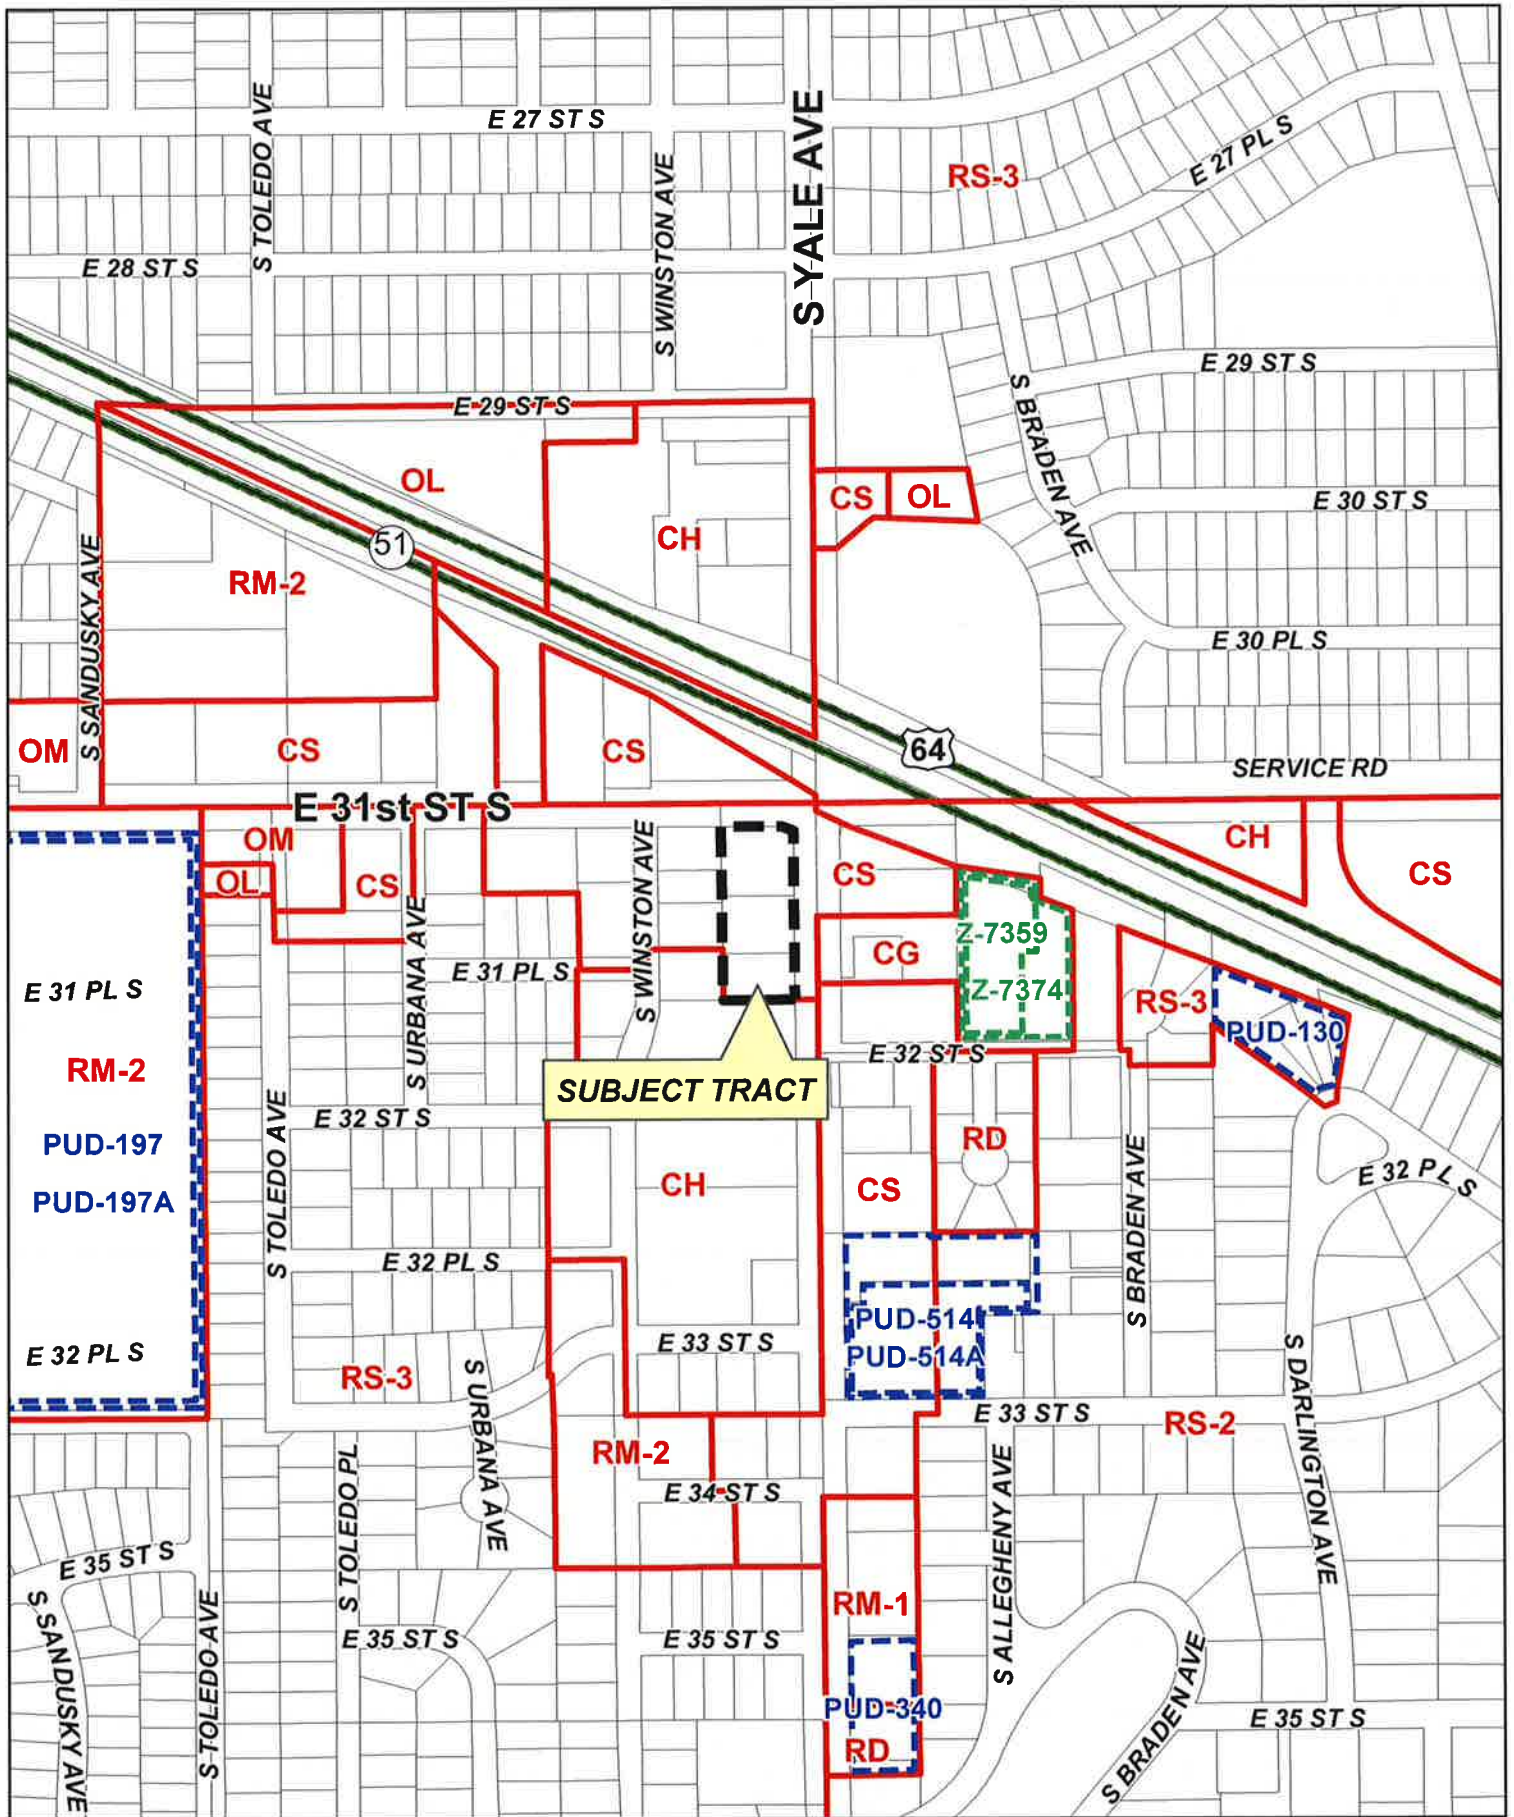 E 27 ST S
S TOLEDO AVE
S WINSTON AVE
S YALE AVE
RS-3
E 27 PL S
E 28 ST S
E 29 ST S
E 29 ST S
S BRADEN AVE
OL
CS
OL
E 30 ST S
51
CH
RM-2
S SANDUSKY AVE
E 30 PL S
OM
CS
CS
64
SERVICE RD
E 31st ST S
OM
OL
CS
S WINSTON AVE
CS
CH
CS
S URBANA AVE
Z-7359
CG
E 31 PL S
E 31 PL S
Z-7374
RS-3
PUD-130
E 32 ST S
RM-2
SUBJECT TRACT
E 32 ST S
S TOLEDO AVE
PUD-197
RD
S BRADEN AVE
PUD-197A
CH
CS
E 32 PL S
E 32 PL S
PUD-514
E 32 PL S
E 33 ST S
PUD-514A
RS-3
S URBANA AVE
S DARLINGTON AVE
E 33 ST S
RS-2
RM-2
E 34 ST S
S TOLEDO PL
S ALLEGHENY AVE
E 35 ST S
S SANDUSKY AVE
S TOLEDO AVE
RM-1
E 35 ST S
E 35 ST S
S BRADEN AVE
PUD-340
E 35 ST S
RD